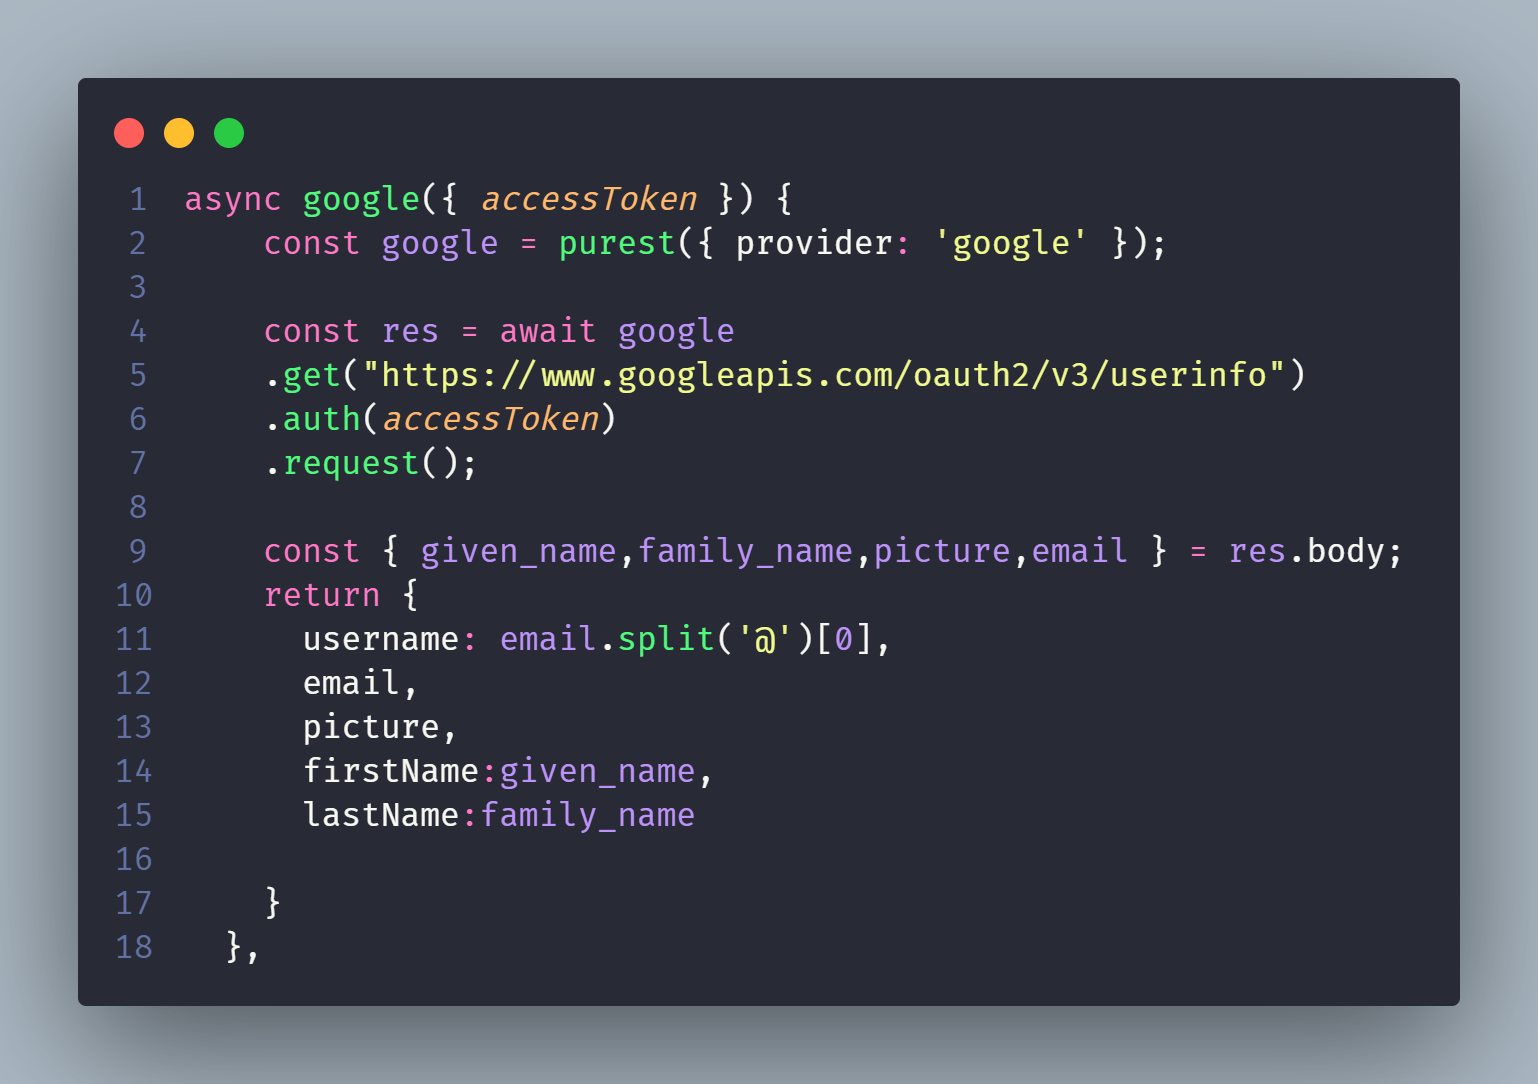 1 async google({ accessToken }) {
2     const google = purest({ provider: 'google' });
3
4     const res = await google
5     .get("https://www.googleapis.com/oauth2/v3/userinfo")
6     .auth(accessToken)
7     .request();
8
9     const { given_name,family_name,picture,email } = res.body;
10     return {
11       username: email.split('@')[0],
12       email,
13       picture,
14       firstName:given_name,
15       lastName:family_name
16
17     }
18   },